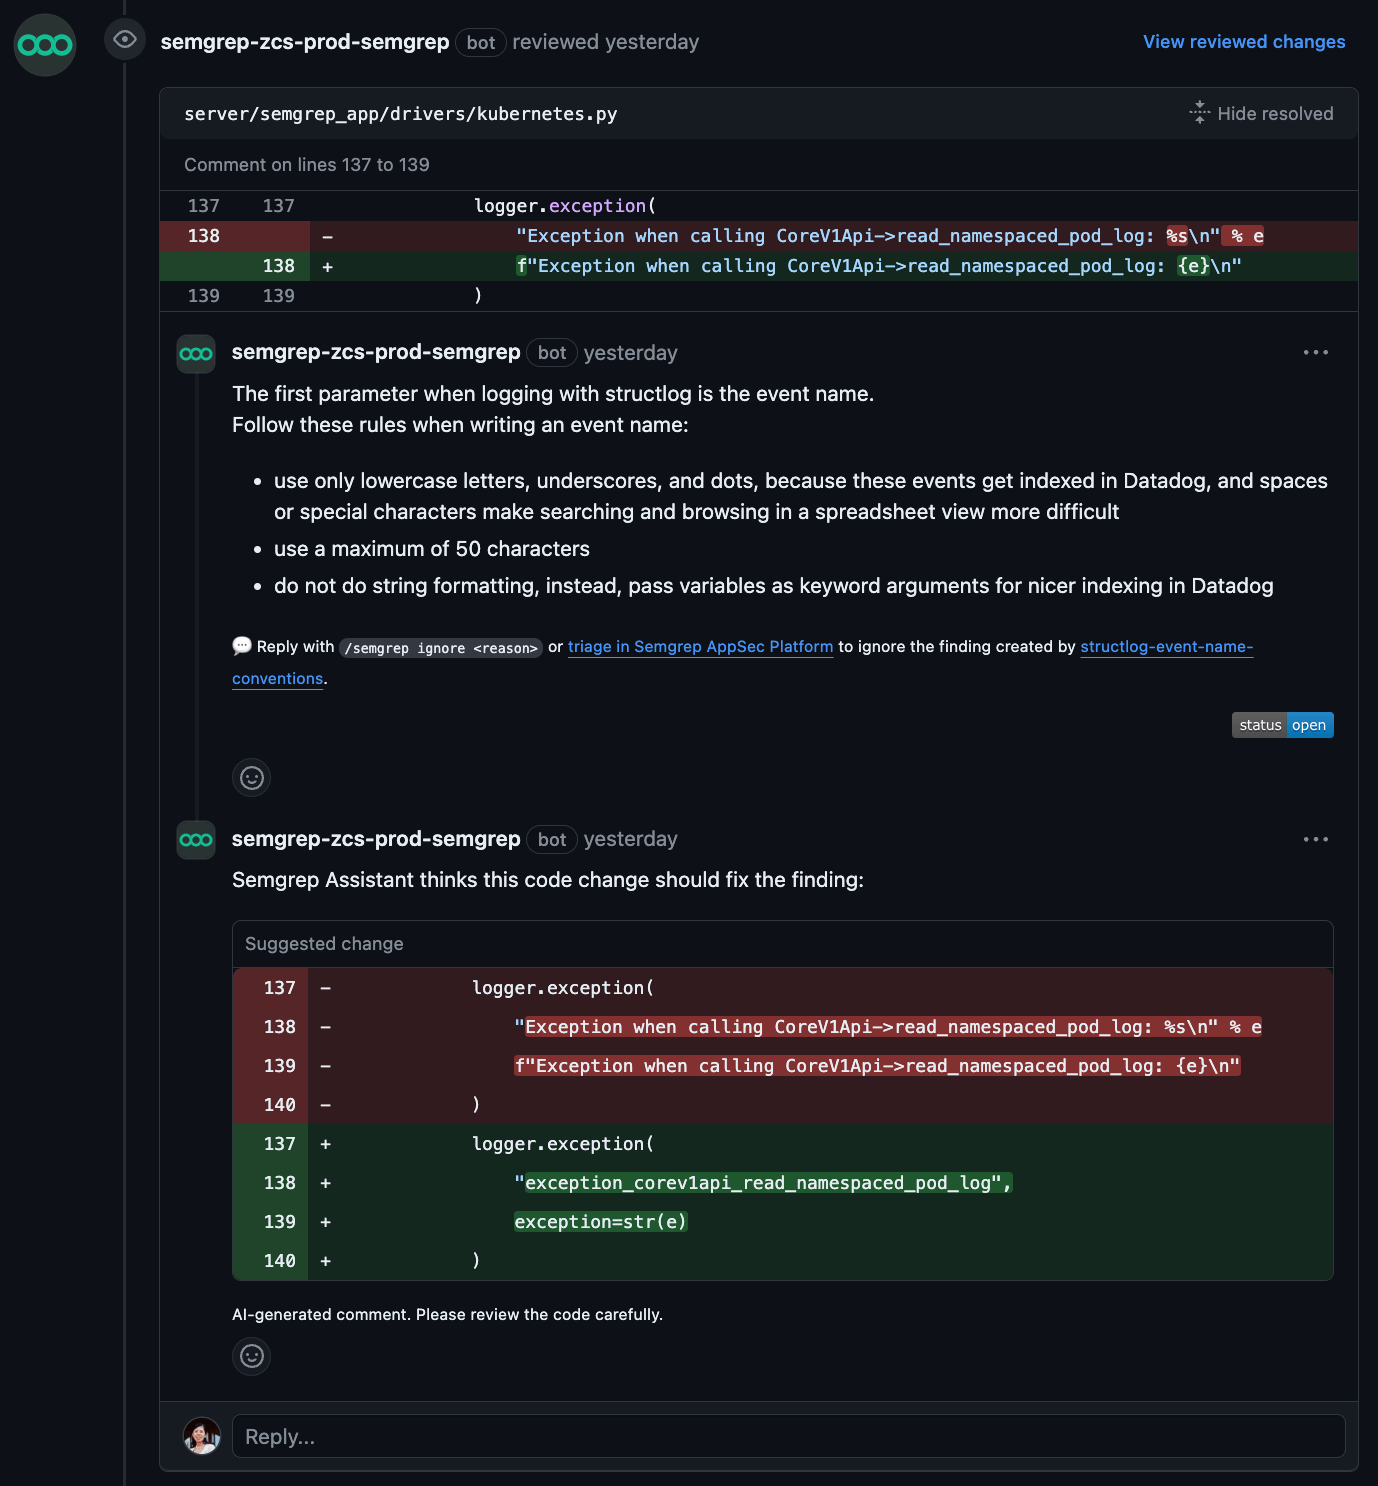 semgrep-zcs-prod-semgrep bot reviewed yesterday View reviewed changes
server/semgrep_app/drivers/kubernetes.py Hide resolved
Comment on lines 137 to 139
137 137 logger.exception(
138 - "Exception when calling CoreV1Api->read_namespaced_pod_log: %s\n" % e
138 + f"Exception when calling CoreV1Api->read_namespaced_pod_log: {e}\n"
139 139 )
semgrep-zcs-prod-semgrep bot yesterday ...
The first parameter when logging with structlog is the event name.
Follow these rules when writing an event name:
• use only lowercase letters, underscores, and dots, because these events get indexed in Datadog, and spaces
or special characters make searching and browsing in a spreadsheet view more difficult
• use a maximum of 50 characters
• do not do string formatting, instead, pass variables as keyword arguments for nicer indexing in Datadog
💬 Reply with /semgrep ignore <reason> or triage in Semgrep AppSec Platform to ignore the finding created by structlog-event-name-
conventions.
status open
semgrep-zcs-prod-semgrep bot yesterday ...
Semgrep Assistant thinks this code change should fix the finding:
Suggested change
137 - logger.exception(
138 - "Exception when calling CoreV1Api->read_namespaced_pod_log: %s\n" % e
139 - f"Exception when calling CoreV1Api->read_namespaced_pod_log: {e}\n"
140 - )
137 + logger.exception(
138 + "exception_corev1api_read_namespaced_pod_log",
139 + exception=str(e)
140 + )
AI-generated comment. Please review the code carefully.
Reply...